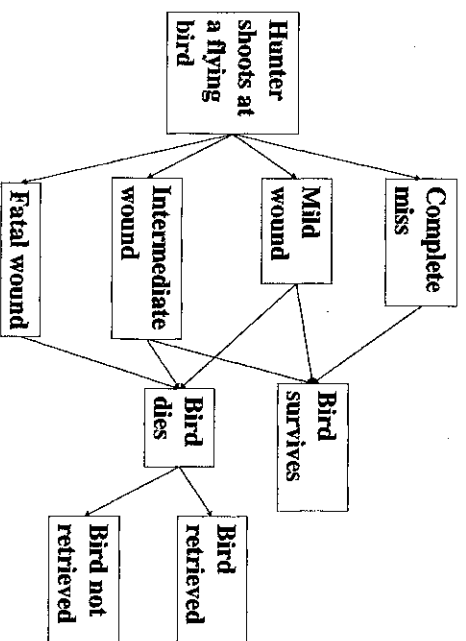 Hunter
shoots at
a flying
bird
Complete
miss
Mild
wound
Intermediate
wound
Fatal wound
Bird
survives
Bird
dies
Bird
retrieved
Bird not
retrieved